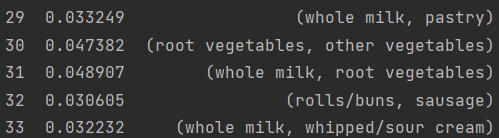 29 0.033249 (whole milk, pastry)
30 0.047382 (root vegetables, other vegetables)
31 0.048907 (whole milk, root vegetables)
32 0.030605 (rolls/buns, sausage)
33 0.032232 (whole milk, whipped/sour cream)